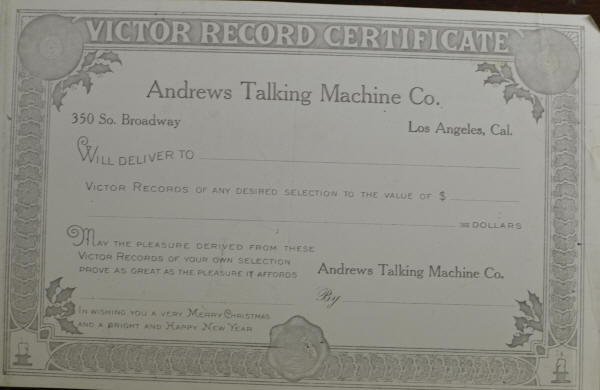 VICTOR RECORD CERTIFICATE
Andrews Talking Machine Co.
350 So. Broadway
Los Angeles, Cal.
WILL DELIVER TO
VICTOR RECORDS OF ANY DESIRED SELECTION TO THE VALUE OF $
DOLLARS
MAY THE PLEASURE DERIVED FROM THESE
VICTOR RECORDS OF YOUR OWN SELECTION
PROVE AS GREAT AS THE PLEASURE IT AFFORDS
Andrews Talking Machine Co.
By
IN WISHING YOU A VERY MERRY CHRISTMAS
AND A BRIGHT AND HAPPY NEW YEAR